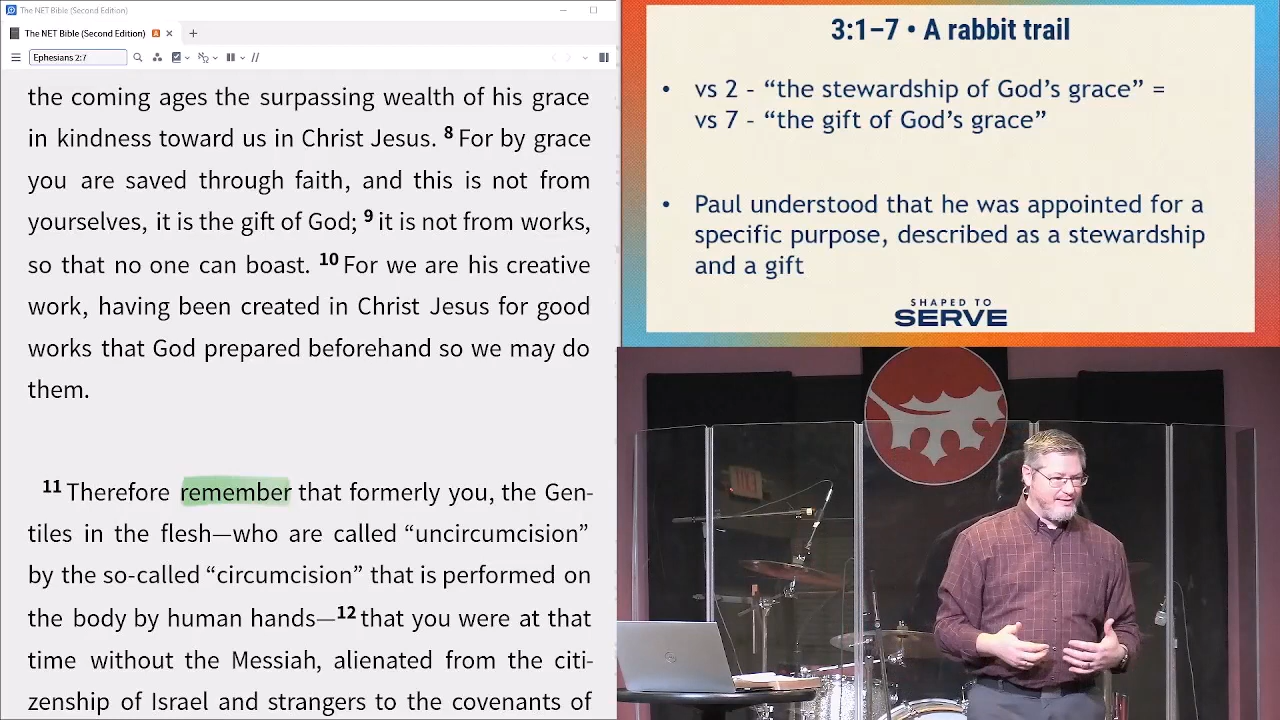 The NET Bible (Second Edition)
The NET Bible (Second Edition) A
Ephesians 2:7
the coming ages the surpassing wealth of his grace
in kindness toward us in Christ Jesus. 8 For by grace
you are saved through faith, and this is not from
yourselves, it is the gift of God; 9 it is not from works,
so that no one can boast. 10 For we are his creative
work, having been created in Christ Jesus for good
works that God prepared beforehand so we may do
them.
11 Therefore remember that formerly you, the Gen-
tiles in the flesh—who are called “uncircumcision”
by the so-called “circumcision” that is performed on
the body by human hands—12 that you were at that
time without the Messiah, alienated from the citi-
zenship of Israel and strangers to the covenants of
3:1–7 • A rabbit trail
• vs 2 – “the stewardship of God’s grace” =
vs 7 – “the gift of God’s grace”
• Paul understood that he was appointed for a
specific purpose, described as a stewardship
and a gift
SHAPED TO
SERVE